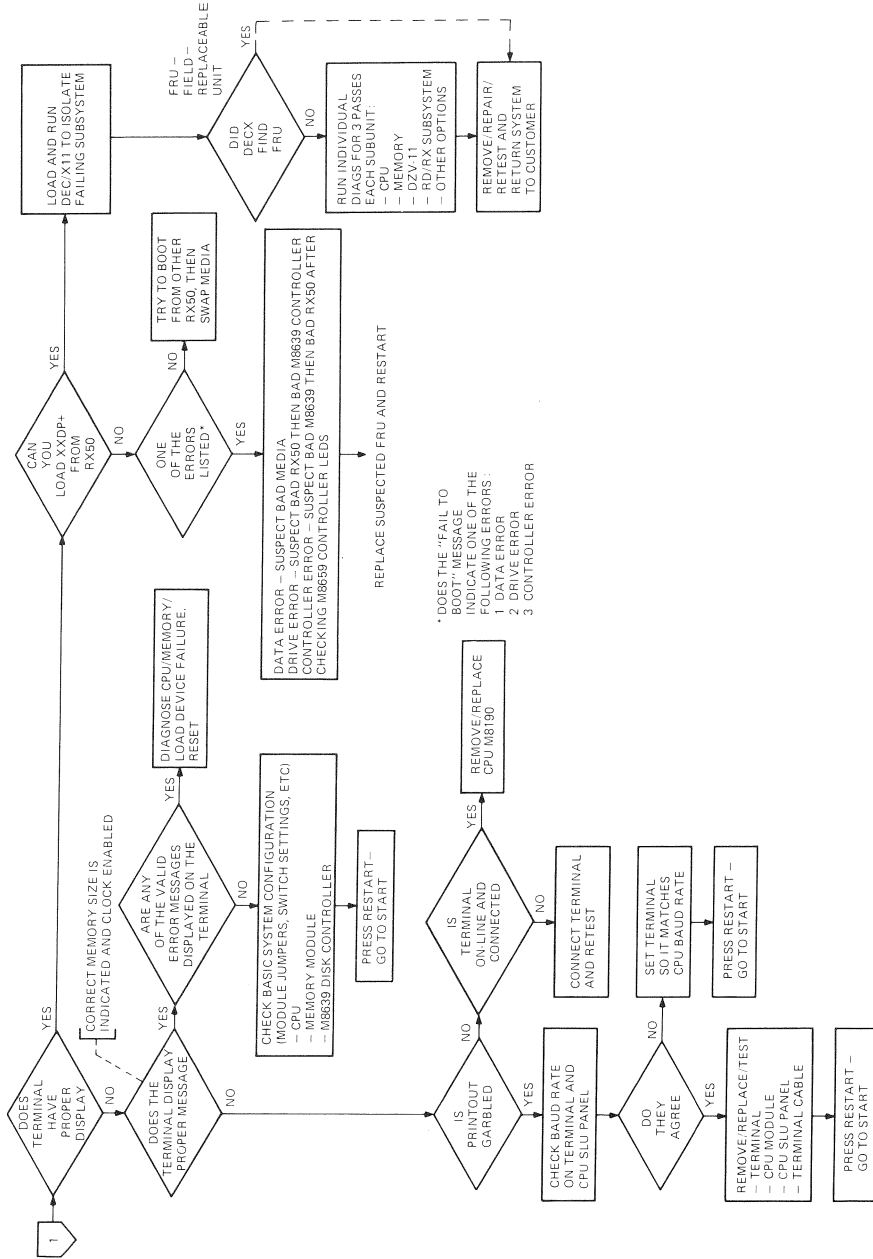 1
DOES
TERMINAL
HAVE
PROPER
DISPLAY
YES
NO
CORRECT MEMORY SIZE IS
INDICATED AND CLOCK ENABLED
DOES THE
TERMINAL DISPLAY
PROPER MESSAGE
YES
NO
ARE ANY
OF THE VALID
ERROR MESSAGES
DISPLAYED ON THE
TERMINAL
YES
NO
DIAGNOSE CPU/MEMORY/
LOAD DEVICE FAILURE.
RESET
CHECK BASIC SYSTEM CONFIGURATION
(MODULE JUMPERS, SWITCH SETTINGS, ETC)
– CPU
– MEMORY MODULE
– M8639 DISK CONTROLLER
PRESS RESTART –
GO TO START
IS
PRINTOUT
GARBLED
NO
YES
IS
TERMINAL
ON-LINE AND
CONNECTED
YES
NO
REMOVE/REPLACE
CPU M8190
CONNECT TERMINAL
AND RETEST
CHECK BAUD RATE
ON TERMINAL AND
CPU SLU PANEL
DO
THEY
AGREE
NO
YES
SET TERMINAL
SO IT MATCHES
CPU BAUD RATE
PRESS RESTART –
GO TO START
REMOVE/REPLACE/TEST
– TERMINAL
– CPU MODULE
– CPU SLU PANEL
– TERMINAL CABLE
PRESS RESTART –
GO TO START
CAN
YOU
LOAD XXDP+
FROM
RX50
YES
NO
ONE
OF THE
ERRORS
LISTED*
NO
YES
TRY TO BOOT
FROM OTHER
RX50, THEN
SWAP MEDIA
DATA ERROR – SUSPECT BAD MEDIA
DRIVE ERROR – SUSPECT BAD RX50 THEN BAD M8639 CONTROLLER
CONTROLLER ERROR – SUSPECT BAD M8639 THEN BAD RX50 AFTER
CHECKING M8659 CONTROLLER LEDS
REPLACE SUSPECTED FRU AND RESTART
* DOES THE "FAIL TO
BOOT" MESSAGE
INDICATE ONE OF THE
FOLLOWING ERRORS:
1 DATA ERROR
2 DRIVE ERROR
3 CONTROLLER ERROR
LOAD AND RUN
DEC/X11 TO ISOLATE
FAILING SUBSYSTEM
FRU –
FIELD –
REPLACEABLE
UNIT
DID
DECX
FIND
FRU
YES
NO
RUN INDIVIDUAL
DIAGS FOR 3 PASSES
EACH SUBUNIT:
– CPU
– MEMORY
– DZV-11
– RD/RX SUBSYSTEM
– OTHER OPTIONS
REMOVE/REPAIR/
RETEST AND
RETURN SYSTEM
TO CUSTOMER